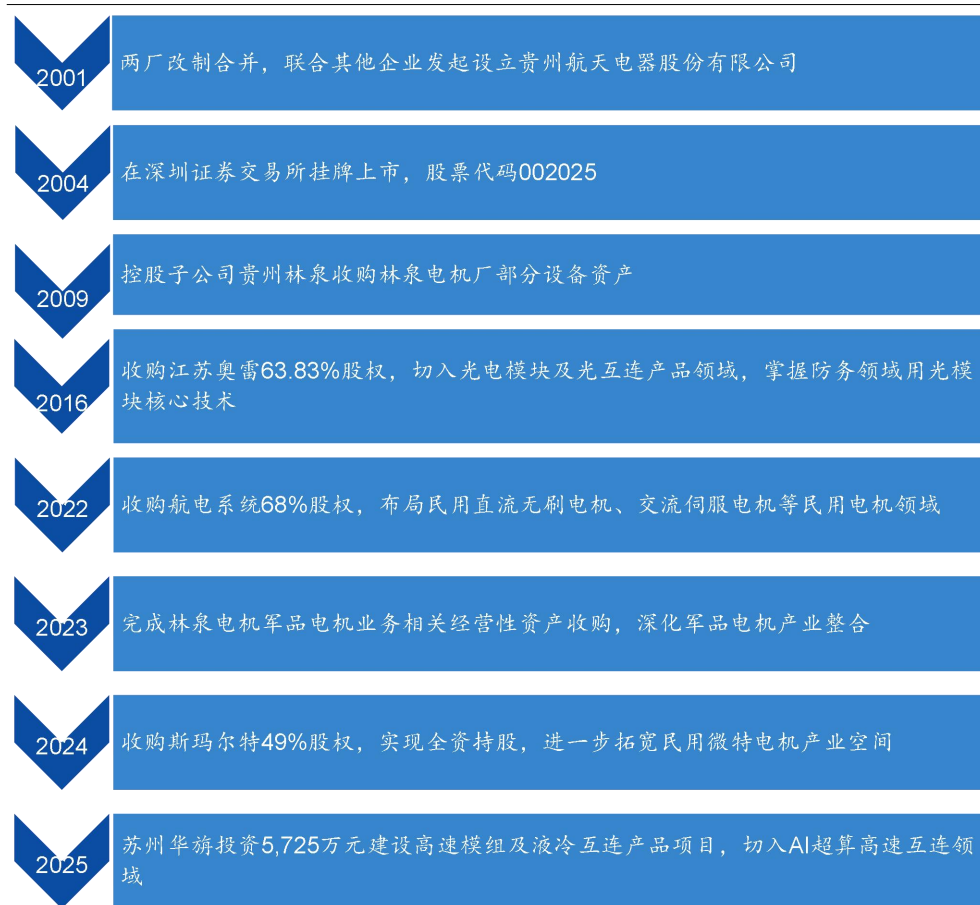 2001
两厂改制合并，联合其他企业发起设立贵州航天电器股份有限公司
2004
在深圳证券交易所挂牌上市，股票代码002025
2009
控股子公司贵州林泉收购林泉电机厂部分设备资产
2016
收购江苏奥雷63.83%股权，切入光电模块及光互连产品领域，掌握防务领域用光模
块核心技术
2022
收购航电系统68%股权，布局民用直流无刷电机、交流伺服电机等民用电机领域
2023
完成林泉电机军品电机业务相关经营性资产收购，深化军品电机产业整合
2024
收购斯玛尔特49%股权，实现全资持股，进一步拓宽民用微特电机产业空间
2025
苏州华旃投资5,725万元建设高速模组及液冷互连产品项目，切入AI超算高速互连领
域